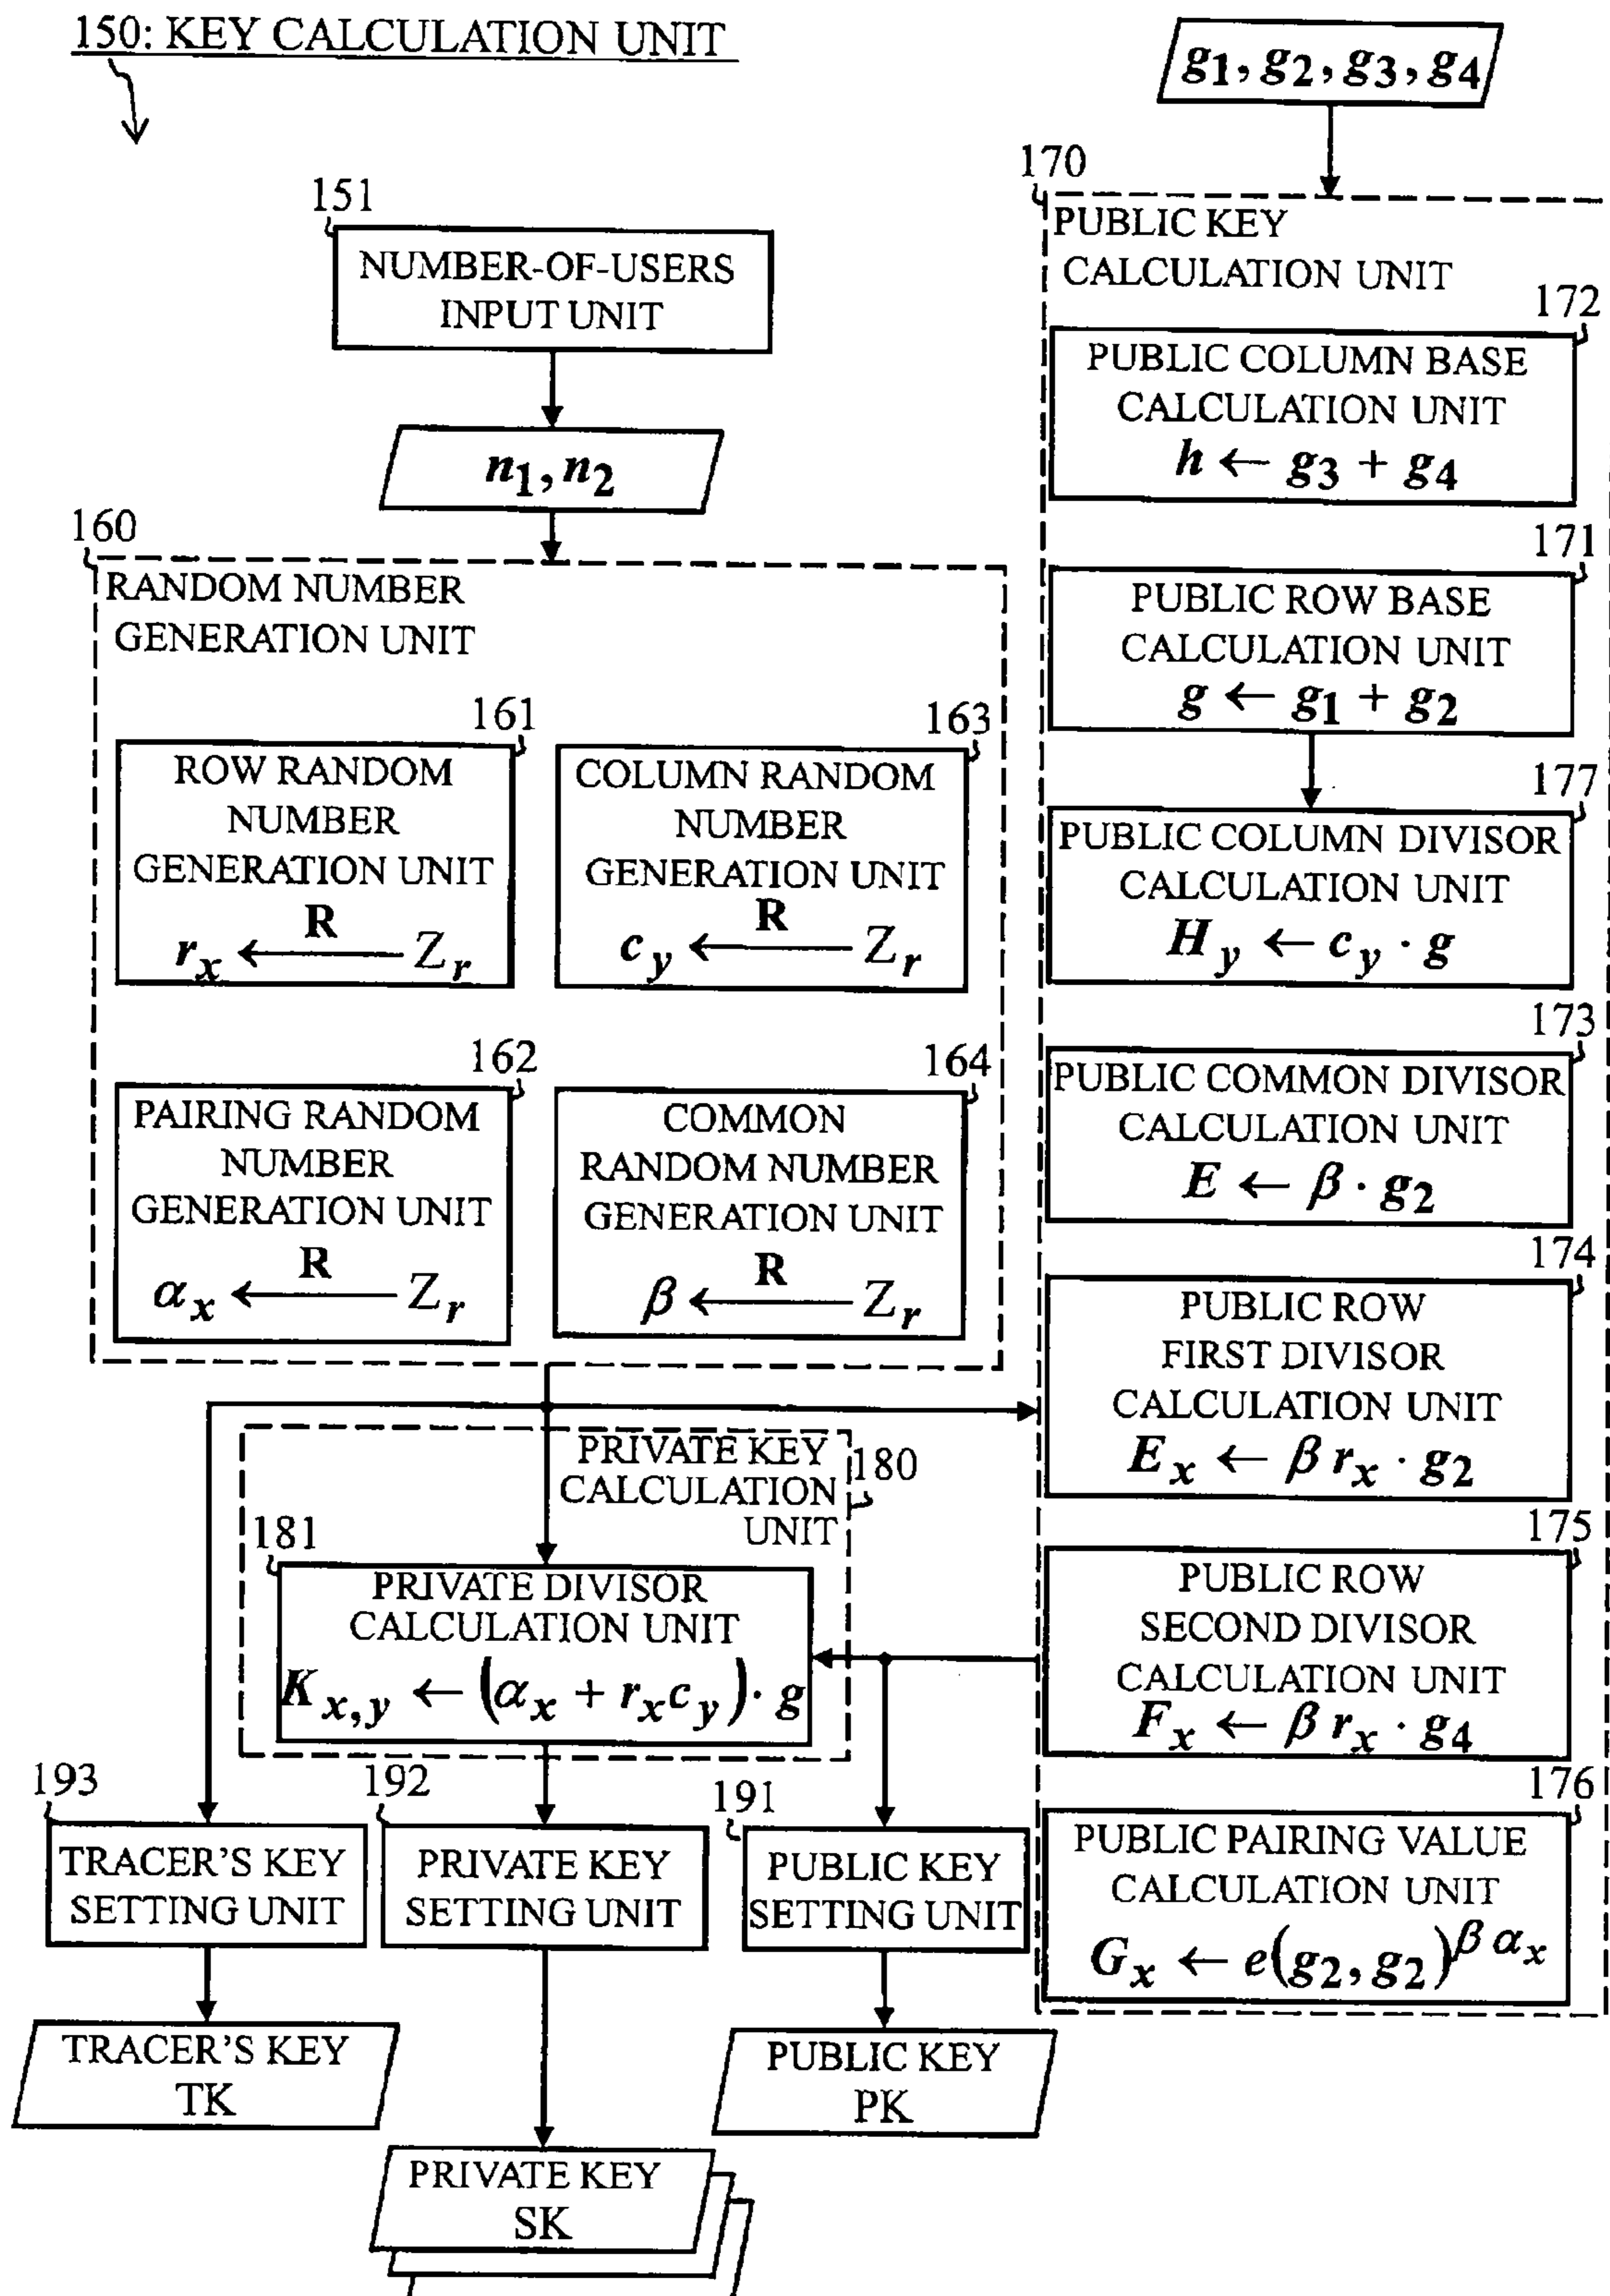 150: KEY CALCULATION UNIT
g1, g2, g3, g4
151
NUMBER-OF-USERS
INPUT UNIT
n1, n2
160
RANDOM NUMBER
GENERATION UNIT
161
ROW RANDOM
NUMBER
GENERATION UNIT
R
rx ← Zr
163
COLUMN RANDOM
NUMBER
GENERATION UNIT
R
cy ← Zr
162
PAIRING RANDOM
NUMBER
GENERATION UNIT
R
αx ← Zr
164
COMMON
RANDOM NUMBER
GENERATION UNIT
R
β ← Zr
170
PUBLIC KEY
CALCULATION UNIT
172
PUBLIC COLUMN BASE
CALCULATION UNIT
h ← g3 + g4
171
PUBLIC ROW BASE
CALCULATION UNIT
g ← g1 + g2
177
PUBLIC COLUMN DIVISOR
CALCULATION UNIT
Hy ← cy · g
173
PUBLIC COMMON DIVISOR
CALCULATION UNIT
E ← β · g2
174
PUBLIC ROW
FIRST DIVISOR
CALCULATION UNIT
Ex ← β rx · g2
175
PUBLIC ROW
SECOND DIVISOR
CALCULATION UNIT
Fx ← β rx · g4
176
PUBLIC PAIRING VALUE
CALCULATION UNIT
Gx ← e(g2, g2)^β αx
PRIVATE KEY
CALCULATION
UNIT
180
181
PRIVATE DIVISOR
CALCULATION UNIT
Kx,y ← (αx + rxcy) · g
193
TRACER'S KEY
SETTING UNIT
192
PRIVATE KEY
SETTING UNIT
191
PUBLIC KEY
SETTING UNIT
TRACER'S KEY
TK
PUBLIC KEY
PK
PRIVATE KEY
SK